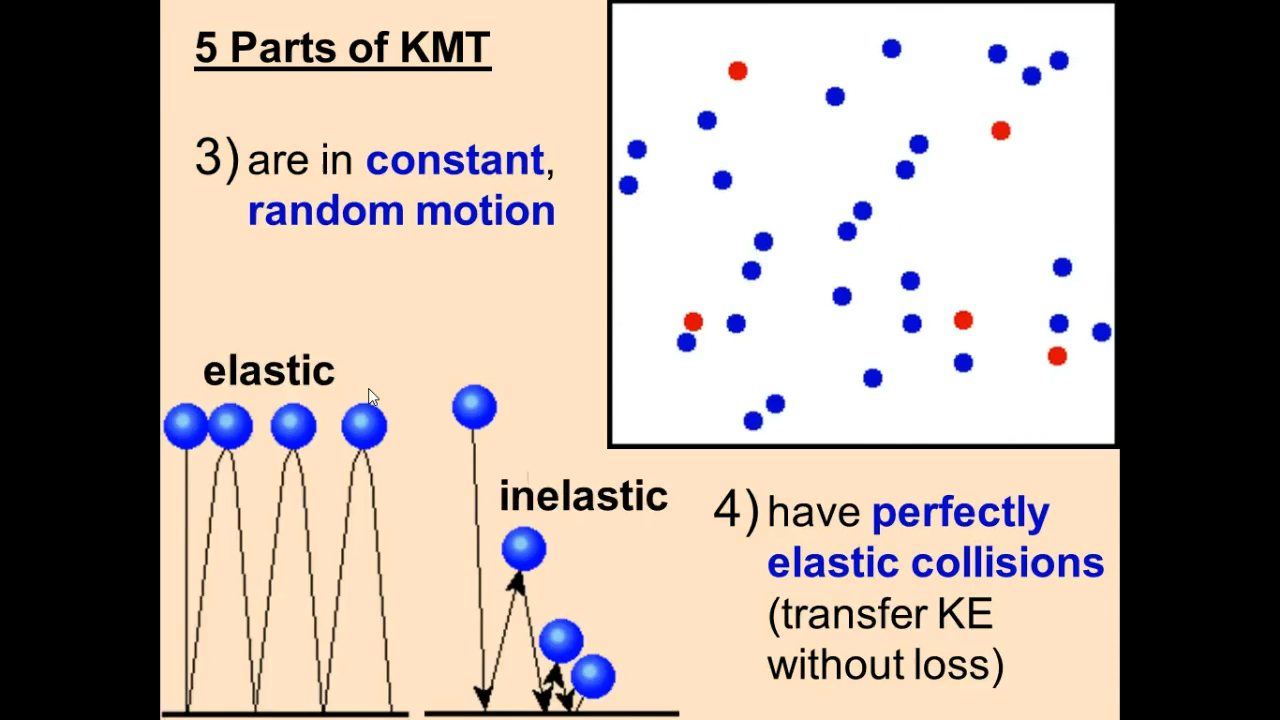 5 Parts of KMT
3) are in constant,
random motion
elastic
inelastic
4) have perfectly
elastic collisions
(transfer KE
without loss)